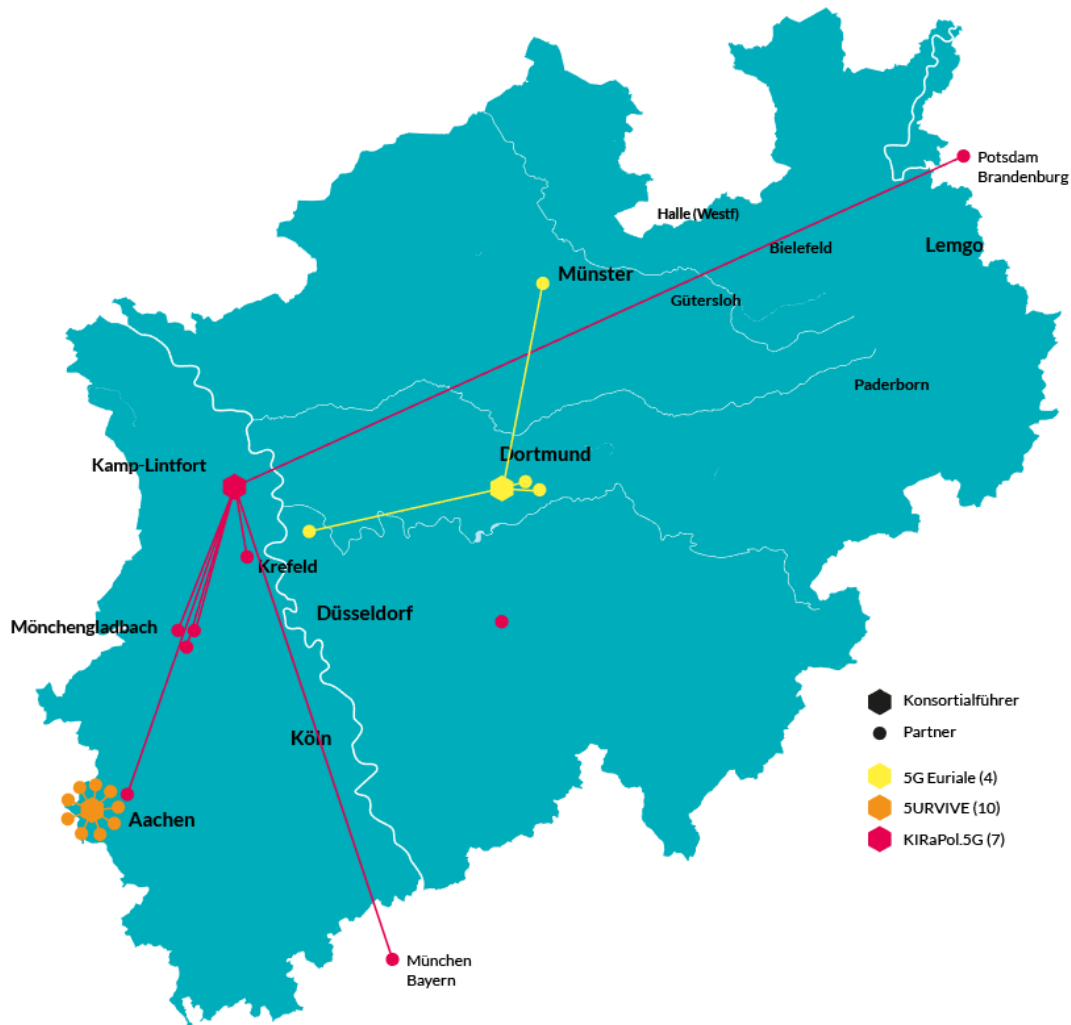 Potsdam
Brandenburg
Halle (Westf)
Bielefeld
Lemgo
Münster
Gütersloh
Paderborn
Dortmund
Kamp-Lintfort
Krefeld
Düsseldorf
Mönchengladbach
Köln
Aachen
München
Bayern
Konsortialführer
Partner
5G Euriale (4)
5URVIVE (10)
KIRaPol.5G (7)